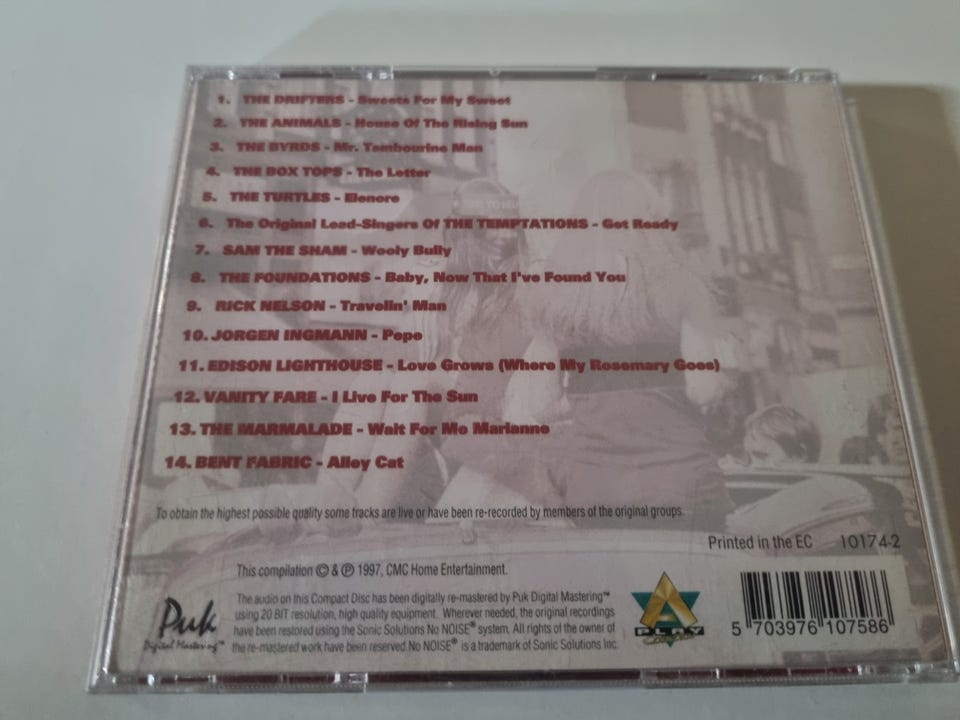 1. THE DRIFTERS - Sweets For My Sweet
2. THE ANIMALS - House Of The Rising Sun
3. THE BYRDS - Mr. Tambourine Man
4. THE BOX TOPS - The Letter
5. THE TURTLES - Elenore
6. The Original Lead-Singers Of THE TEMPTATIONS - Get Ready
7. SAM THE SHAM - Wooly Bully
8. THE FOUNDATIONS - Baby, Now That I've Found You
9. RICK NELSON - Travelin' Man
10. JORGEN INGMANN - Pepe
11. EDISON LIGHTHOUSE - Love Grows (Where My Rosemary Goes)
12. VANITY FARE - I Live For The Sun
13. THE MARMALADE - Wait For Me Marianne
14. BENT FABRIC - Alley Cat
To obtain the highest possible quality some tracks are live or have been re-recorded by members of the original groups.
Printed in the EC 10174-2
This compilation © & ℗ 1997, CMC Home Entertainment.
The audio on this Compact Disc has been digitally re-mastered by Puk Digital Mastering™
using 20 BIT resolution, high quality equipment. Wherever needed, the original recordings
have been restored using the Sonic Solutions No NOISE® system. All rights of the owner of
the re-mastered work have been reserved. No NOISE® is a trademark of Sonic Solutions Inc.
Puk
Digital Mastering™
PLAY
5 703976 107586